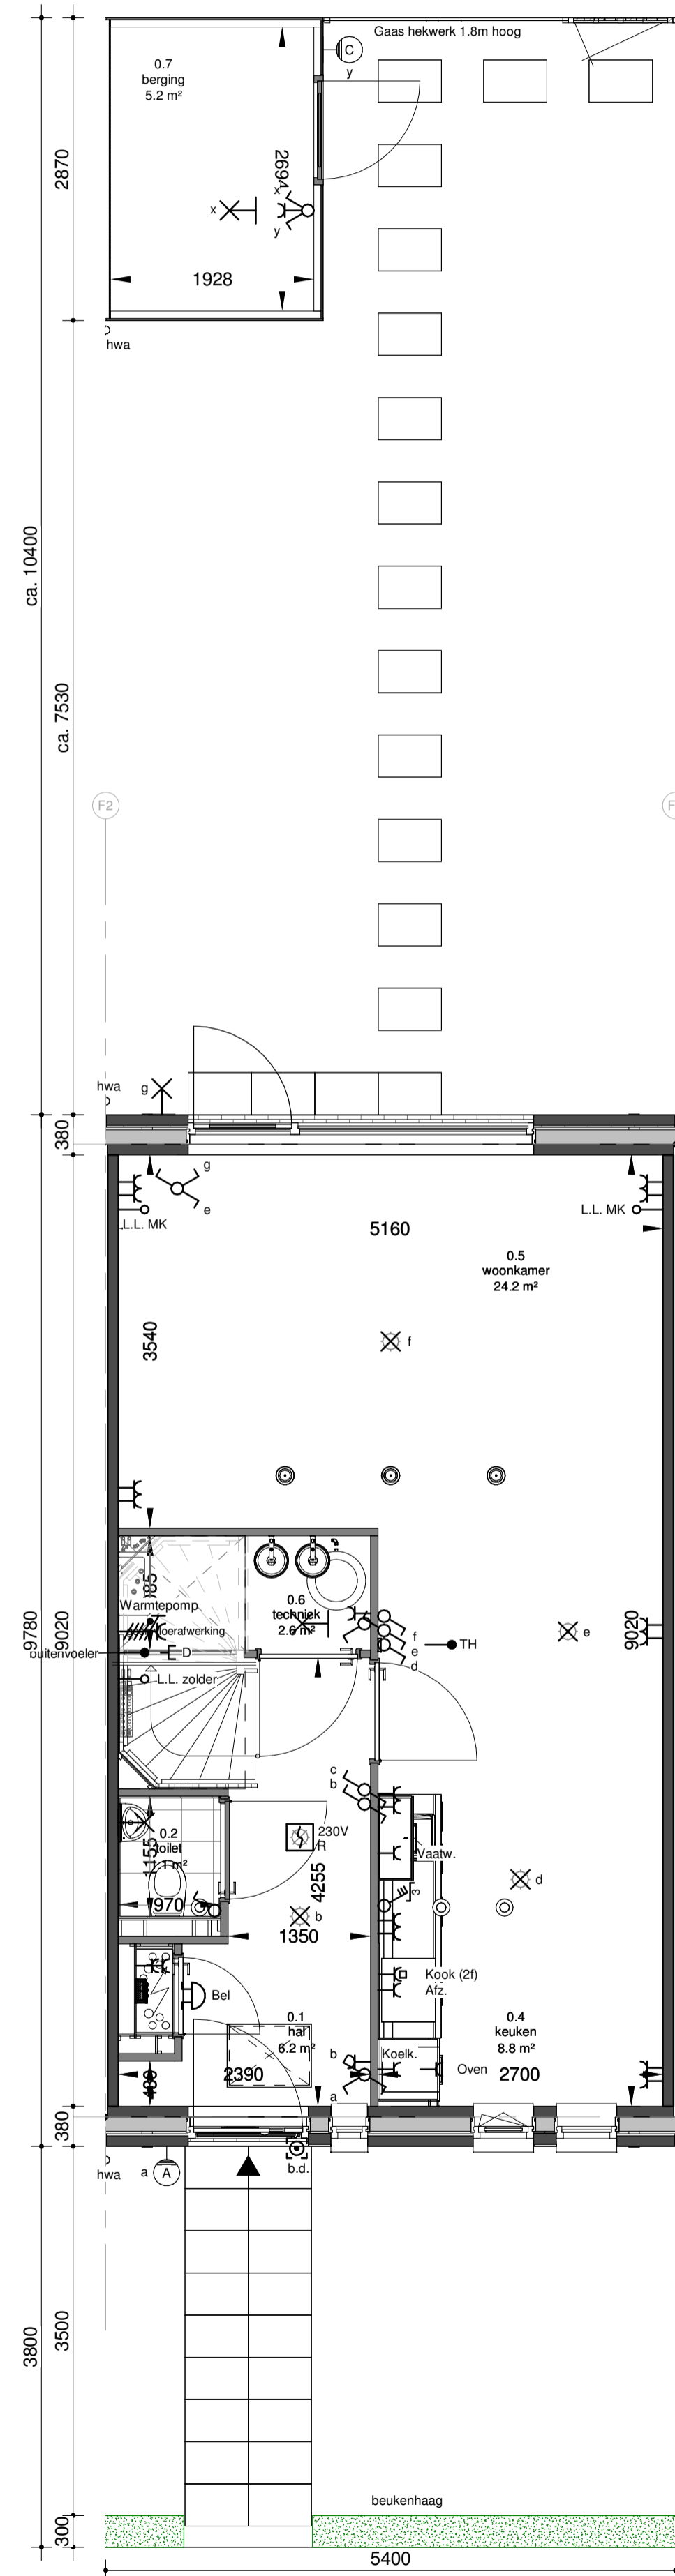 Gaas hekwerk 1.8m hoog
C
y
0.7
berging
5.2 m²
2870
x
x
y
1928
hwa
ca. 10400
ca. 7530
F2
hwa
g
380
g
e
L.L. MK
L.L. MK
5160
0.5
woonkamer
24.2 m²
3540
f
Warmtepomp
0.6
techniek
2.6 m²
9780
9020
9020
buitenvoeler
D
L.L. zolder
f
e
d
TH
e
c
b
0.2
toilet
1155
970
230V
R
4255
b
1350
Vaatw.
3
d
Bel
Kook (2f)
Afz.
0.1
hal
6.2 m²
0.4
keuken
8.8 m²
b
Koelk.
Oven
2390
2700
a
380
b.d.
hwa
a
A
3800
3500
beukenhaag
300
5400